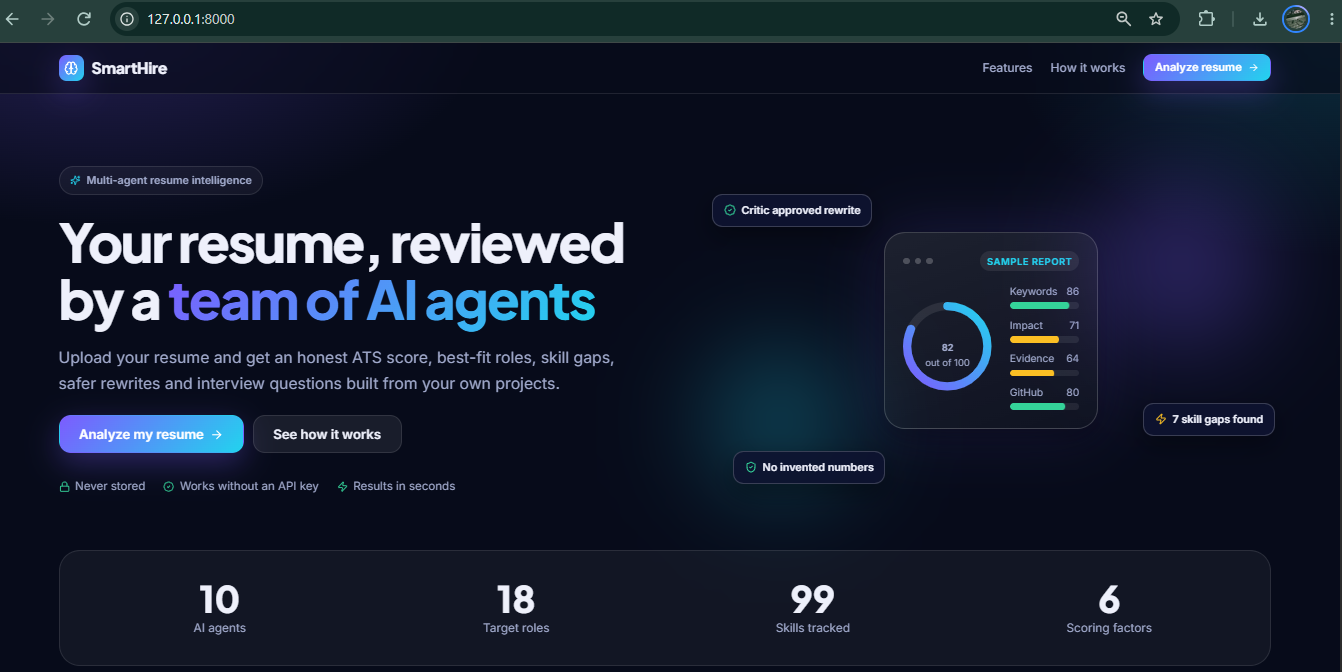 127.0.0.1:8000
SmartHire
Features
How it works
Analyze resume →
Multi-agent resume intelligence
Your resume, reviewed
by a team of AI agents
Upload your resume and get an honest ATS score, best-fit roles, skill gaps,
safer rewrites and interview questions built from your own projects.
Analyze my resume →
See how it works
Never stored
Works without an API key
Results in seconds
Critic approved rewrite
SAMPLE REPORT
82
out of 100
Keywords 86
Impact 71
Evidence 64
GitHub 80
7 skill gaps found
No invented numbers
10
AI agents
18
Target roles
99
Skills tracked
6
Scoring factors